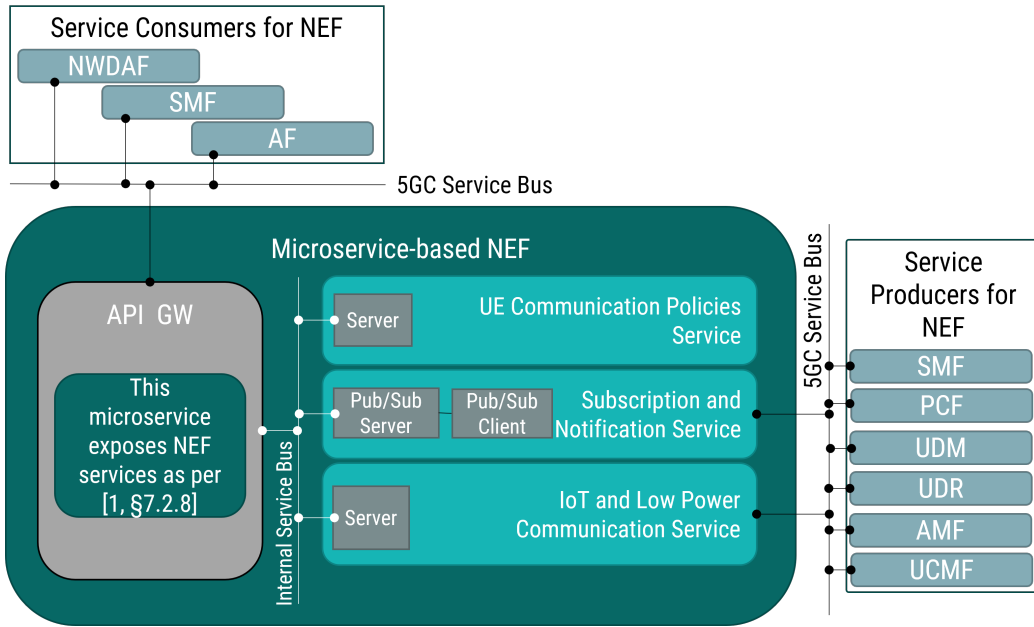 Service Consumers for NEF
NWDAF
SMF
AF
5GC Service Bus
Microservice-based NEF
API GW
This
microservice
exposes NEF
services as per
[1, §7.2.8]
Internal Service Bus
Server
UE Communication Policies
Service
Pub/Sub
Server
Pub/Sub
Client
Subscription and
Notification Service
Server
IoT and Low Power
Communication Service
5GC Service Bus
Service
Producers for
NEF
SMF
PCF
UDM
UDR
AMF
UCMF